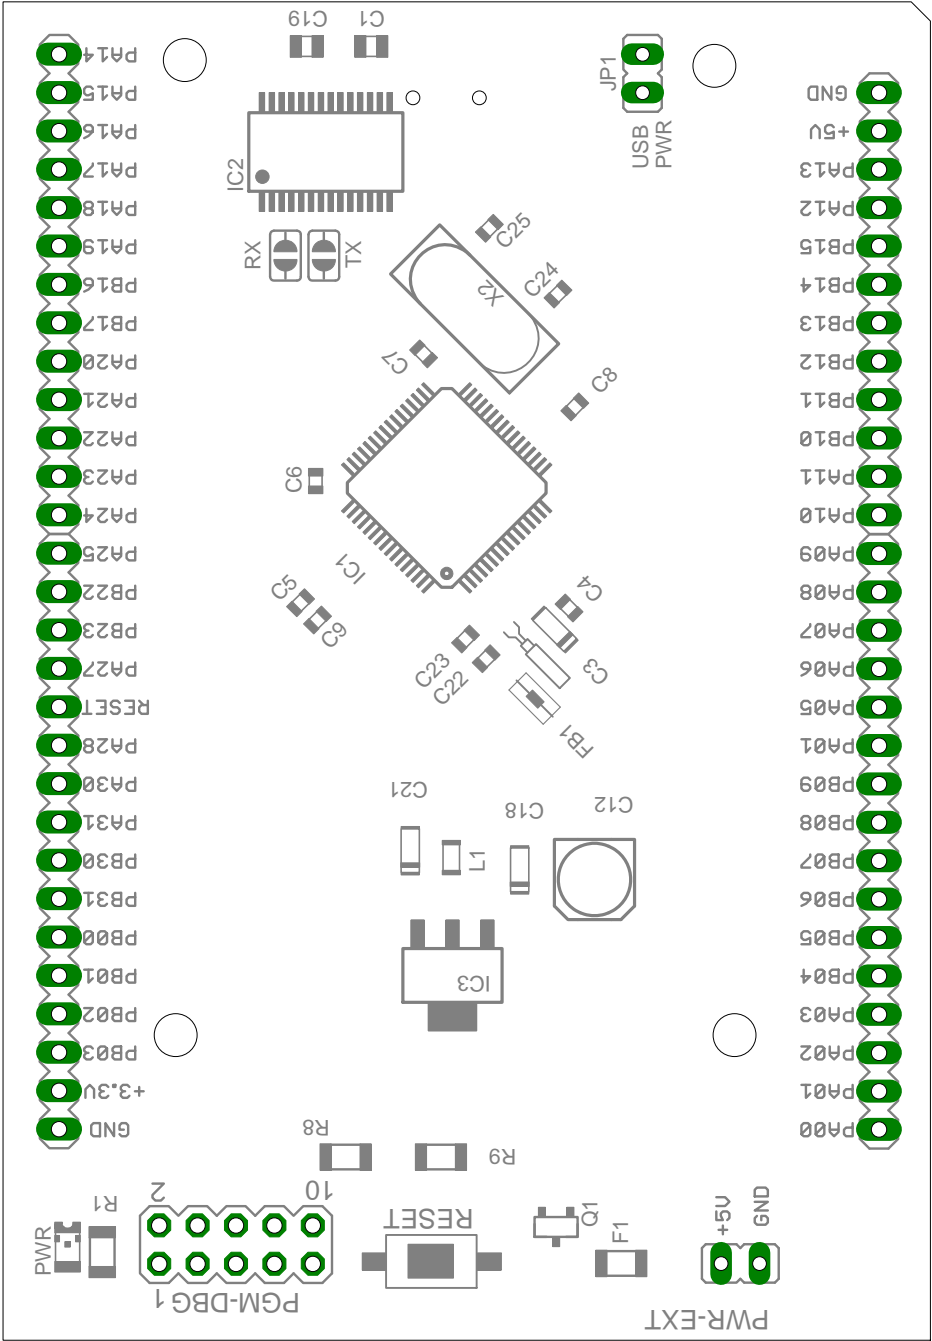 C19
C1
JP1
USB
PWR
IC2
RX
TX
C25
C24
X2
C7
C8
C6
IC1
C5
C9
C4
C3
C23
C22
FB1
C21
L1
C18
C12
IC3
R8
R9
R1
PWR
2
10
1
PGM-DBG
RESET
Q1
F1
+5V
GND
PWR-EXT
PA14
PA15
PA16
PA17
PA18
PA19
PB16
PB17
PA20
PA21
PA22
PA23
PA24
PA25
PB22
PB23
PA27
RESET
PA28
PA30
PA31
PB30
PB31
PB00
PB01
PB02
PB03
+3.3V
GND
GND
+5V
PA13
PA12
PB15
PB14
PB13
PB12
PB11
PB10
PA11
PA10
PA09
PA08
PA07
PA06
PA05
PA01
PB09
PB08
PB07
PB06
PB05
PB04
PA03
PA02
PA01
PA00